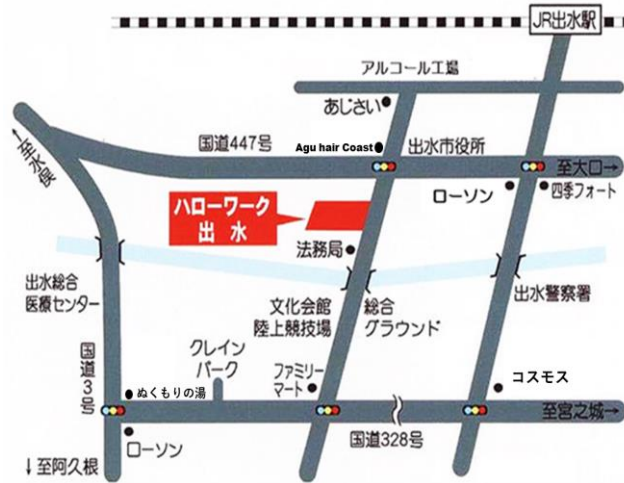 JR出水駅
アルコール工場
あじさい
国道447号
Agu hair Coast
出水市役所
↖至水俣
至大口→
ローソン
四季フォート
ハローワーク
出水
法務局
出水総合
医療センター
文化会館
陸上競技場
総合
グラウンド
出水警察署
国道3号
クレイン
パーク
ぬくもりの湯
ファミリー
マート
コスモス
至宮之城→
ローソン
国道328号
↓至阿久根